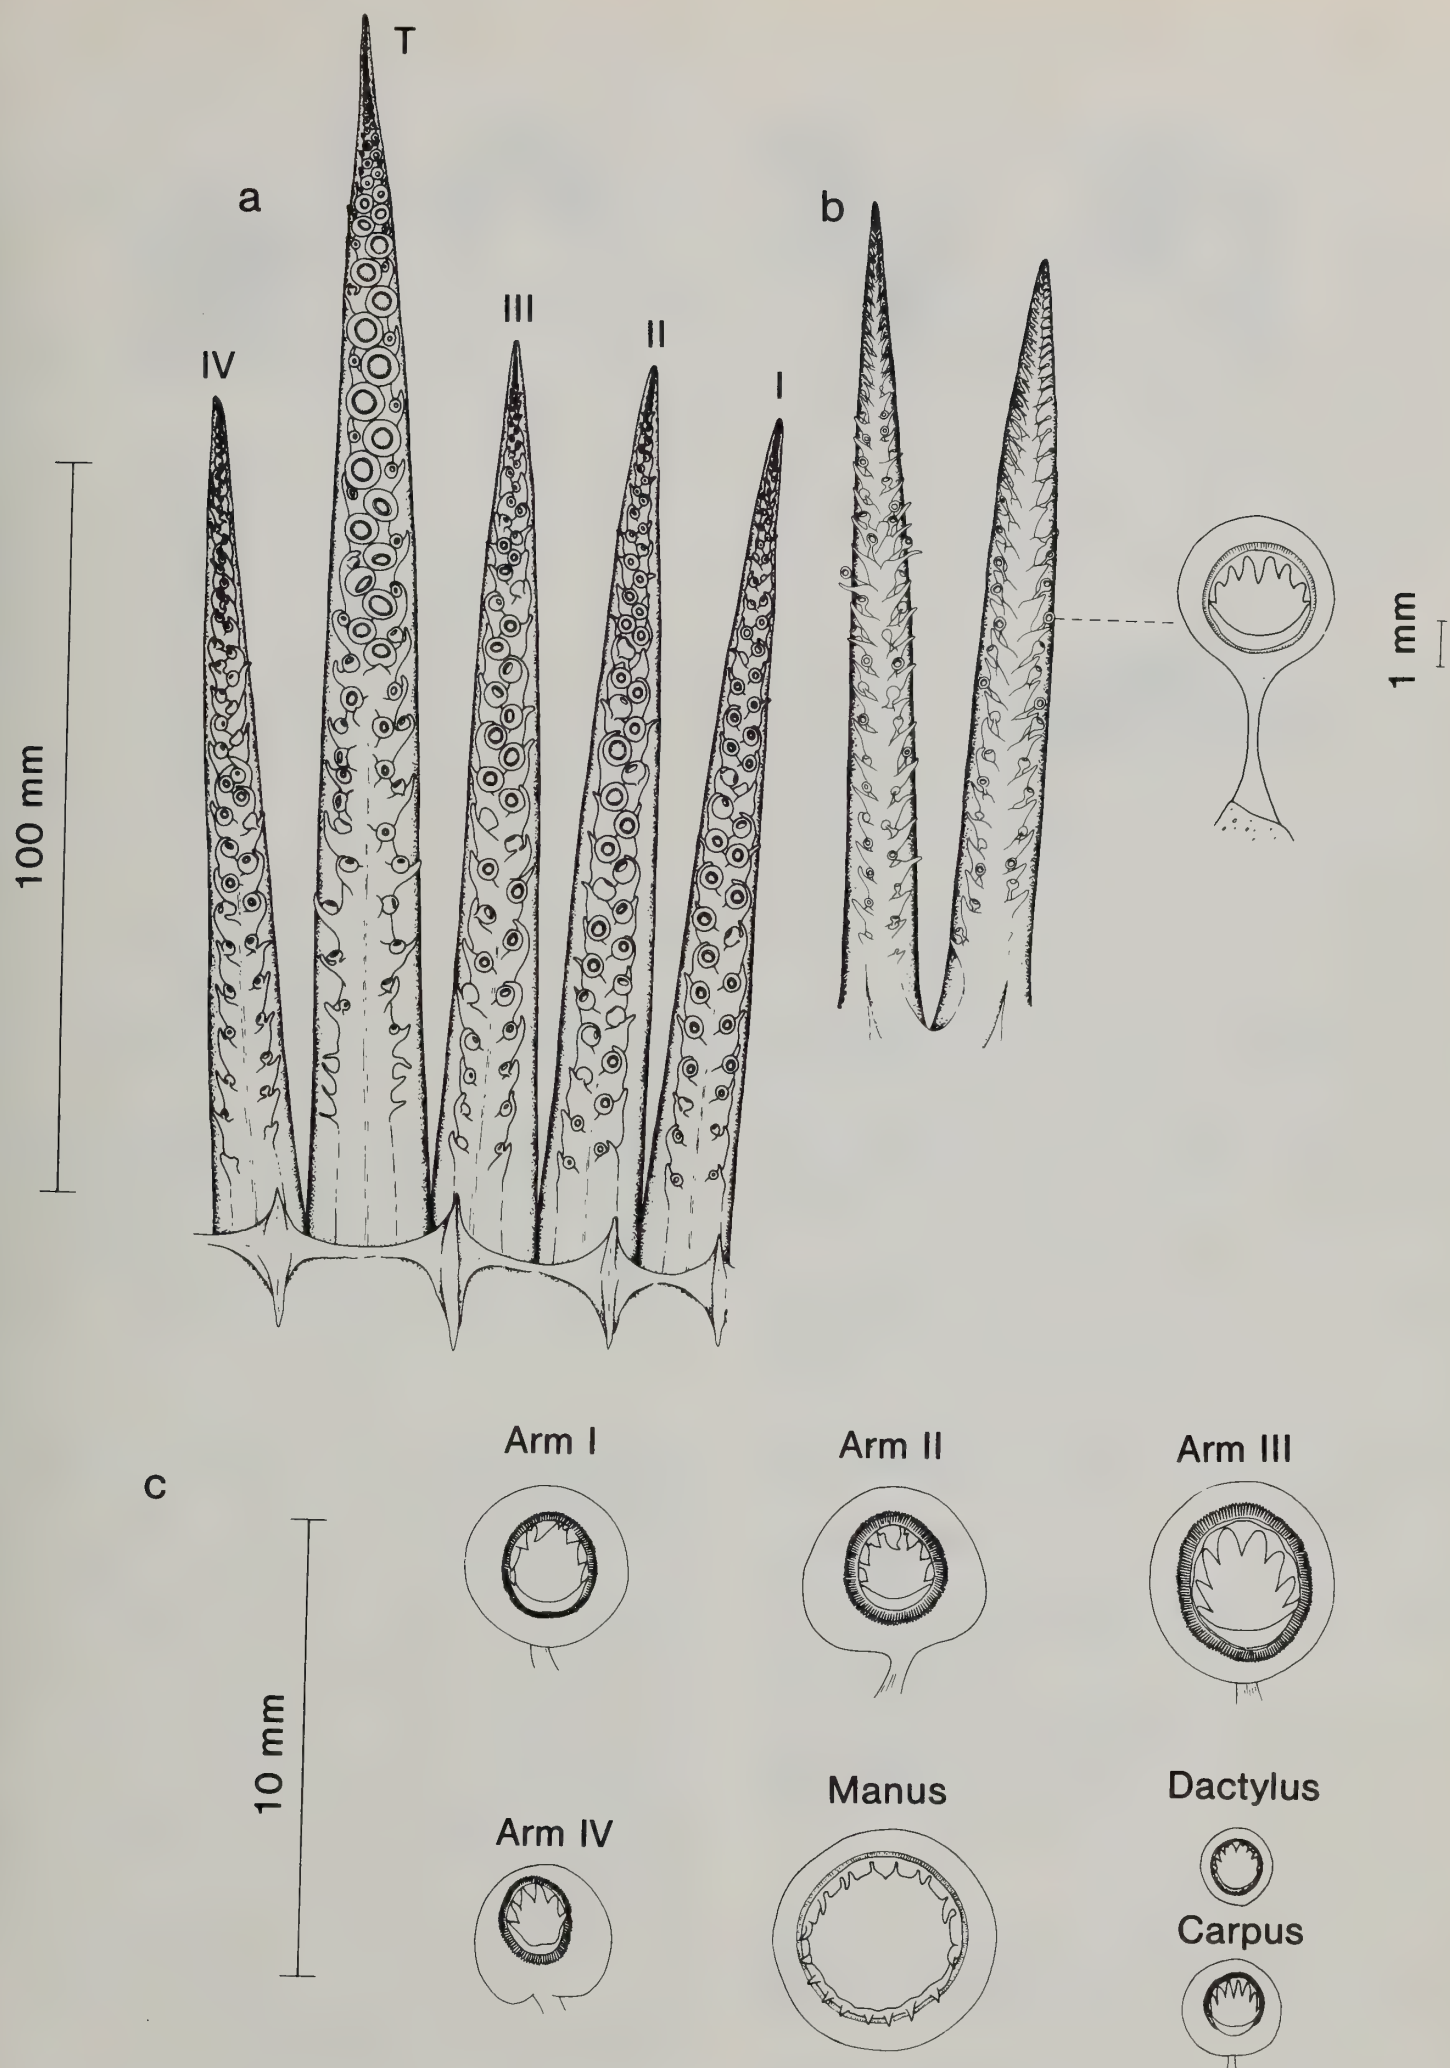 T
a
b
III
II
IV
I
100 mm
1 mm
Arm I
Arm II
Arm III
c
10 mm
Manus
Dactylus
Arm IV
Carpus